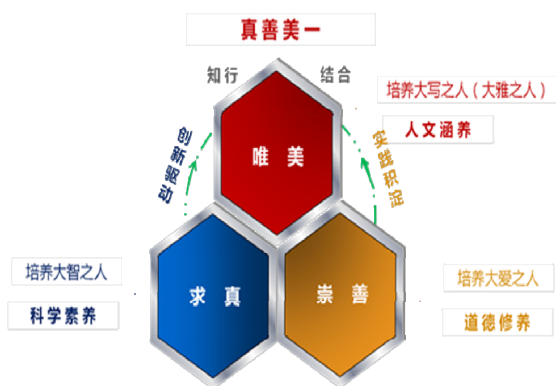 真善美一
知行 结合
培养大写之人（大雅之人）
人文涵养
创新驱动
实践积淀
唯 美
求 真
崇 善
培养大智之人
科学素养
培养大爱之人
道德修养